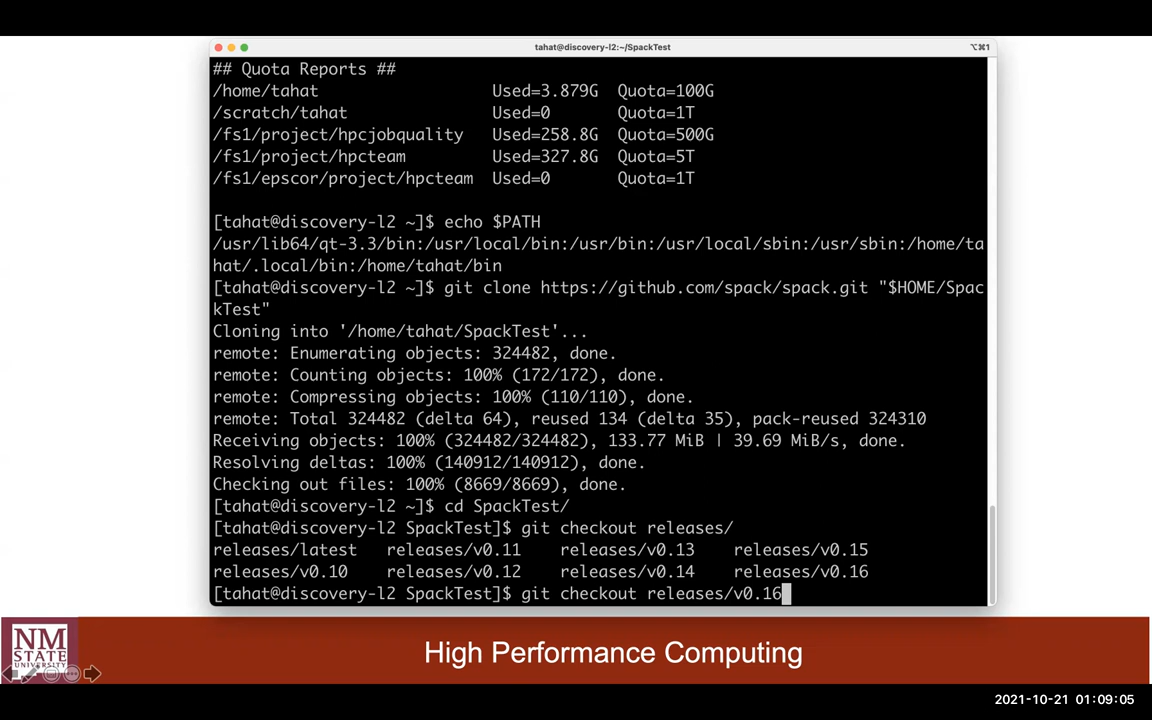 tahat@discovery-l2:~/SpackTest
⌥⌘1
## Quota Reports ##
/home/tahat Used=3.879G Quota=100G
/scratch/tahat Used=0 Quota=1T
/fs1/project/hpcjobquality Used=258.8G Quota=500G
/fs1/project/hpcteam Used=327.8G Quota=5T
/fs1/epscor/project/hpcteam Used=0 Quota=1T
[tahat@discovery-l2 ~]$ echo $PATH
/usr/lib64/qt-3.3/bin:/usr/local/bin:/usr/bin:/usr/local/sbin:/usr/sbin:/home/ta
hat/.local/bin:/home/tahat/bin
[tahat@discovery-l2 ~]$ git clone https://github.com/spack/spack.git "$HOME/Spac
kTest"
Cloning into '/home/tahat/SpackTest'...
remote: Enumerating objects: 324482, done.
remote: Counting objects: 100% (172/172), done.
remote: Compressing objects: 100% (110/110), done.
remote: Total 324482 (delta 64), reused 134 (delta 35), pack-reused 324310
Receiving objects: 100% (324482/324482), 133.77 MiB | 39.69 MiB/s, done.
Resolving deltas: 100% (140912/140912), done.
Checking out files: 100% (8669/8669), done.
[tahat@discovery-l2 ~]$ cd SpackTest/
[tahat@discovery-l2 SpackTest]$ git checkout releases/
releases/latest releases/v0.11 releases/v0.13 releases/v0.15
releases/v0.10 releases/v0.12 releases/v0.14 releases/v0.16
[tahat@discovery-l2 SpackTest]$ git checkout releases/v0.16
NM
STATE
UNIVERSITY
High Performance Computing
2021-10-21 01:09:05